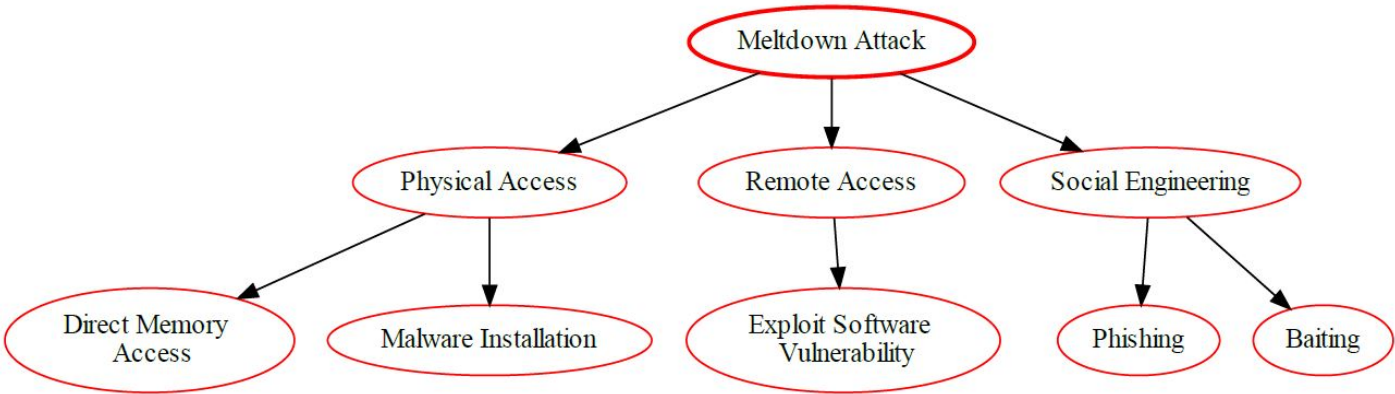 Meltdown Attack
Physical Access
Remote Access
Social Engineering
Direct Memory
Access
Malware Installation
Exploit Software
Vulnerability
Phishing
Baiting